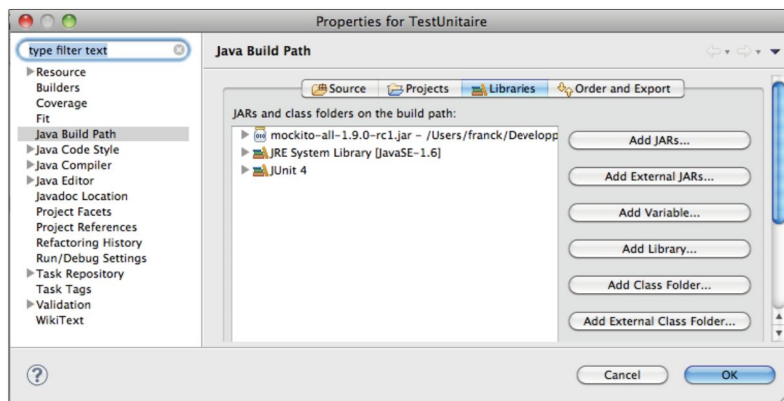 Properties for TestUnitaire
type filter text
Java Build Path
Resource
Builders
Coverage
Fit
Java Build Path
Java Code Style
Java Compiler
Java Editor
Javadoc Location
Project Facets
Project References
Refactoring History
Run/Debug Settings
Task Repository
Task Tags
Validation
WikiText
Source Projects Libraries Order and Export
JARs and class folders on the build path:
mockito-all-1.9.0-rc1.jar - /Users/franck/Developp
JRE System Library [JavaSE-1.6]
JUnit 4
Add JARs...
Add External JARs...
Add Variable...
Add Library...
Add Class Folder...
Add External Class Folder...
?
Cancel OK